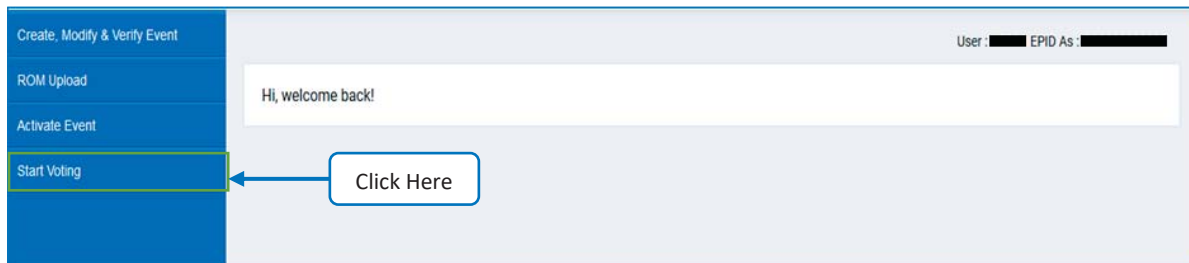 Create, Modify & Verify Event
User : EPID As :
ROM Upload
Hi, welcome back!
Activate Event
Start Voting
Click Here